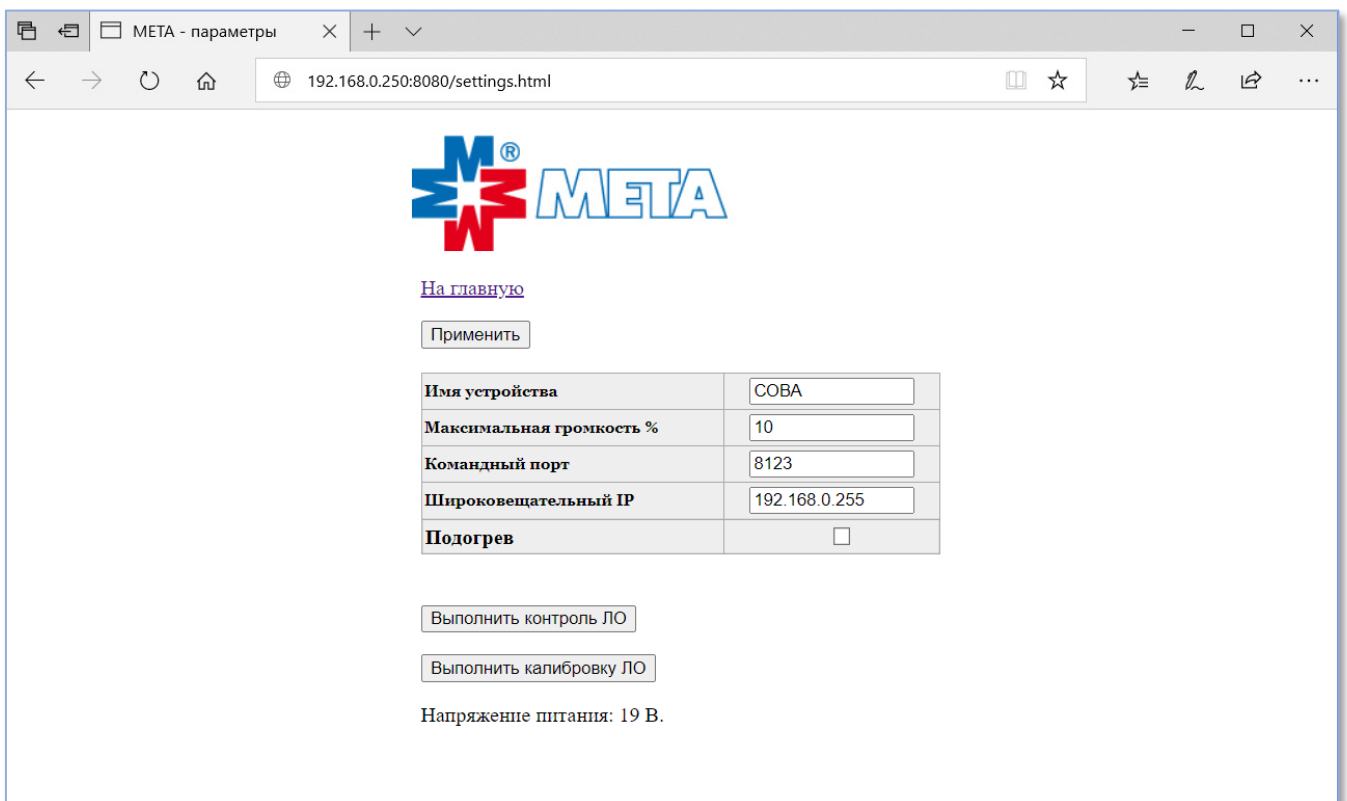 МЕТА - параметры
192.168.0.250:8080/settings.html
® МЕТА
На главную
Применить
Имя устройства СОВА
Максимальная громкость % 10
Командный порт 8123
Широковещательный IP 192.168.0.255
Подогрев
Выполнить контроль ЛО
Выполнить калибровку ЛО
Напряжение питания: 19 В.